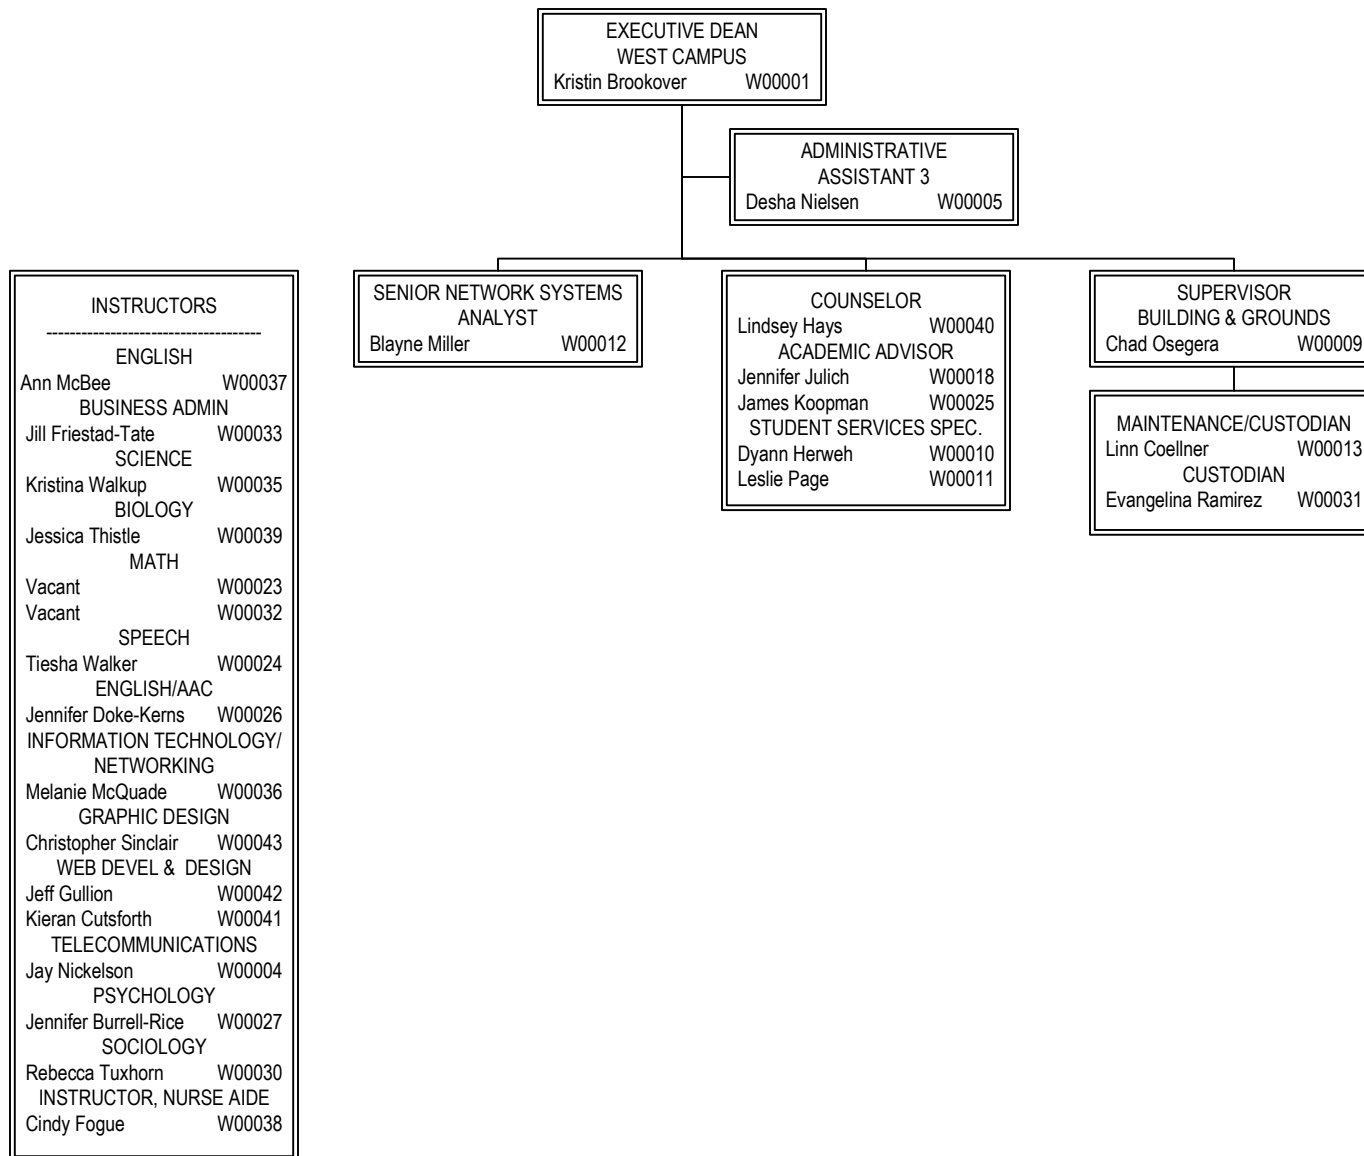 EXECUTIVE DEAN
WEST CAMPUS
Kristin Brookover W00001
ADMINISTRATIVE
ASSISTANT 3
Desha Nielsen W00005
INSTRUCTORS
-------------------------------------
ENGLISH
Ann McBee W00037
BUSINESS ADMIN
Jill Friestad-Tate W00033
SCIENCE
Kristina Walkup W00035
BIOLOGY
Jessica Thistle W00039
MATH
Vacant W00023
Vacant W00032
SPEECH
Tiesha Walker W00024
ENGLISH/AAC
Jennifer Doke-Kerns W00026
INFORMATION TECHNOLOGY/
NETWORKING
Melanie McQuade W00036
GRAPHIC DESIGN
Christopher Sinclair W00043
WEB DEVEL & DESIGN
Jeff Gullion W00042
Kieran Cutsforth W00041
TELECOMMUNICATIONS
Jay Nickelson W00004
PSYCHOLOGY
Jennifer Burrell-Rice W00027
SOCIOLOGY
Rebecca Tuxhorn W00030
INSTRUCTOR, NURSE AIDE
Cindy Fogue W00038
SENIOR NETWORK SYSTEMS
ANALYST
Blayne Miller W00012
COUNSELOR
Lindsey Hays W00040
ACADEMIC ADVISOR
Jennifer Julich W00018
James Koopman W00025
STUDENT SERVICES SPEC.
Dyann Herweh W00010
Leslie Page W00011
SUPERVISOR
BUILDING & GROUNDS
Chad Osegera W00009
MAINTENANCE/CUSTODIAN
Linn Coellner W00013
CUSTODIAN
Evangelina Ramirez W00031